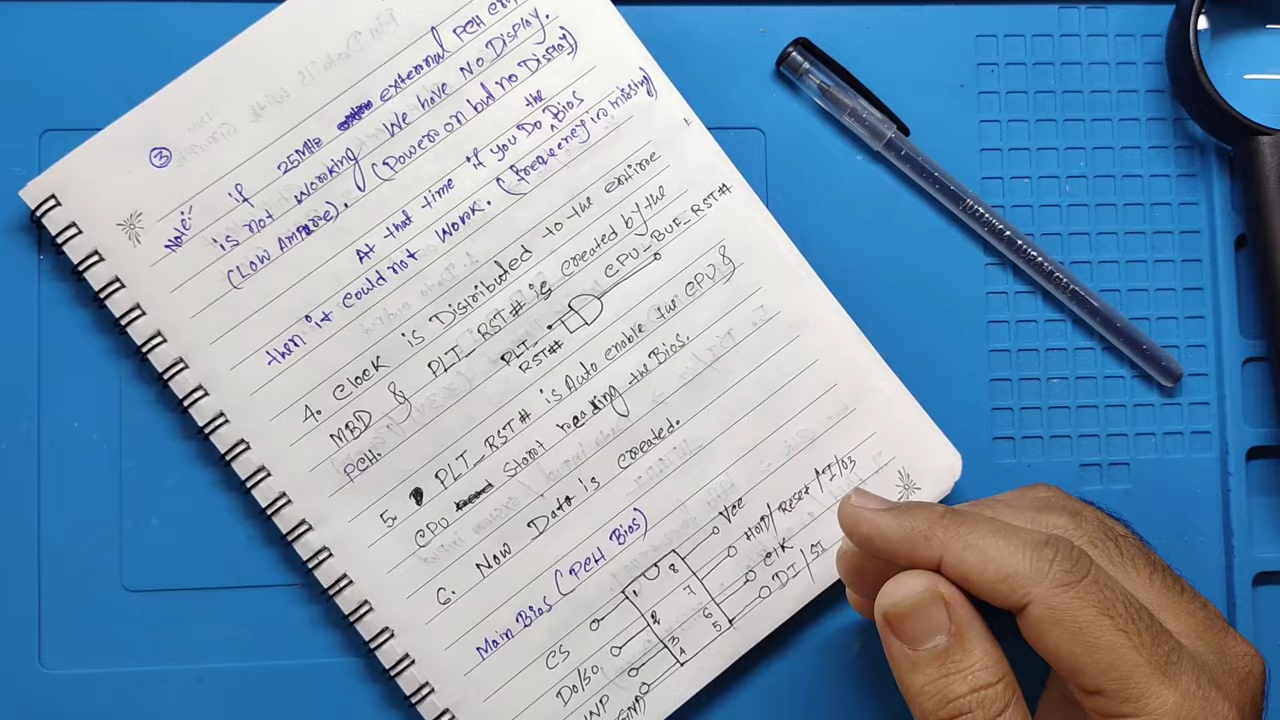 ③
Note:- if 25MHz external PCH
is not working We have No Display.
(Low Ampere). (Power on but no Display)
At that time if you Do the Bios
then it could not work. (frequency is missing)
4. Clock is Distributed to the entire
MBD & PLT_RST# is created by the
PCH.
PLT_
RST#
CPU_BUF_RST#
5. PLT_RST# is Auto enable the CPU &
CPU Start reading the Bios.
6. Now Data is created.
Main Bios (PCH Bios)
1 8
2 7
3 6
4 5
CS
DO/SO
WP
GND
Vcc
HOlD/Reset/I/O3
ClK
DI/SI